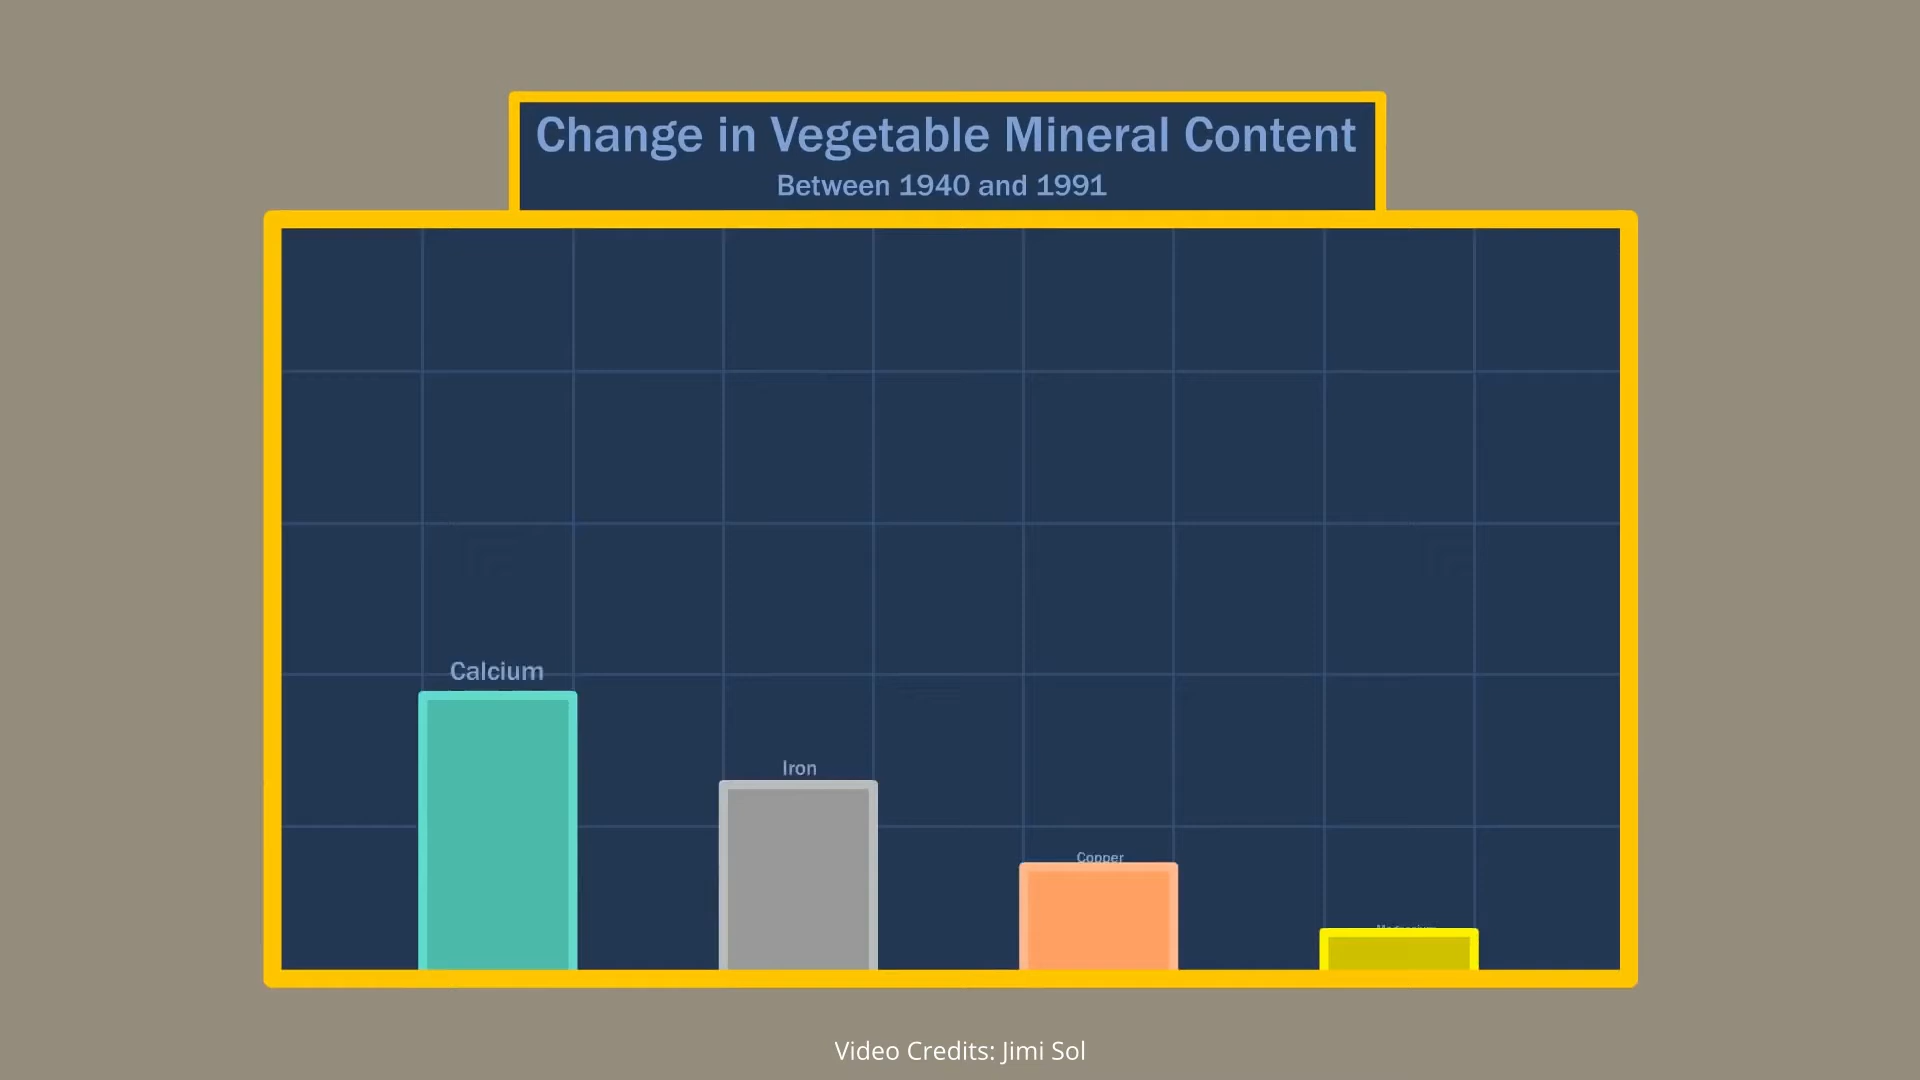 Change in Vegetable Mineral Content
Between 1940 and 1991
Calcium
Iron
Copper
Video Credits: Jimi Sol